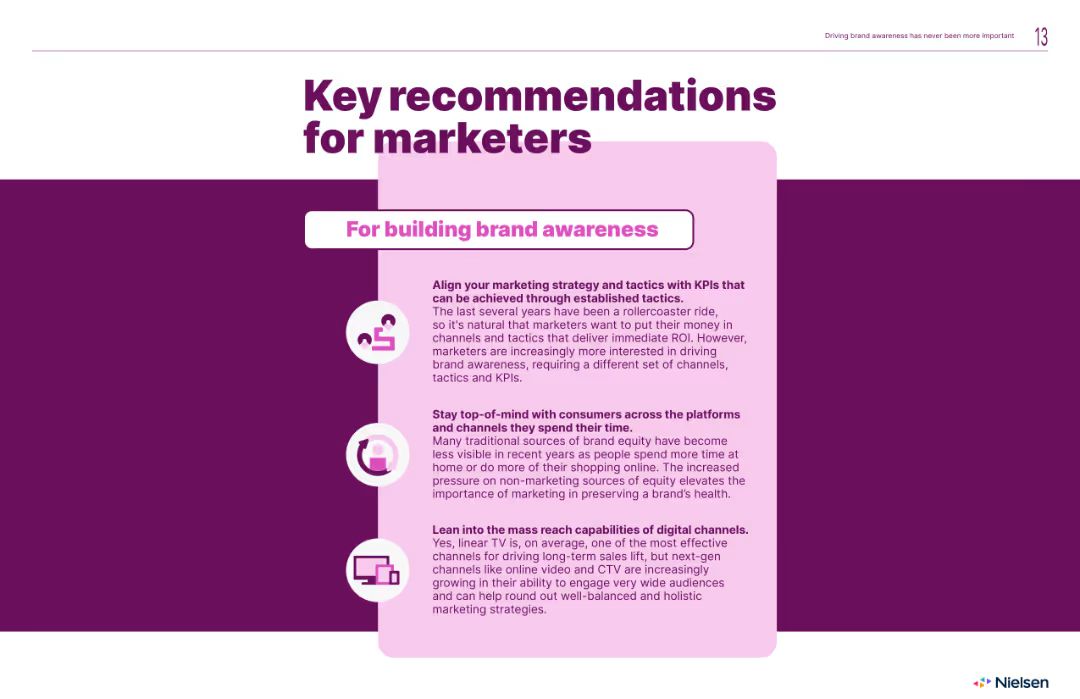 Driving brand awareness has never been more important 13
Key recommendations
for marketers
For building brand awareness
Align your marketing strategy and tactics with KPIs that
can be achieved through established tactics.
The last several years have been a rollercoaster ride,
so it's natural that marketers want to put their money in
channels and tactics that deliver immediate ROI. However,
marketers are increasingly more interested in driving
brand awareness, requiring a different set of channels,
tactics and KPIs.
Stay top-of-mind with consumers across the platforms
and channels they spend their time.
Many traditional sources of brand equity have become
less visible in recent years as people spend more time at
home or do more of their shopping online. The increased
pressure on non-marketing sources of equity elevates the
importance of marketing in preserving a brand’s health.
Lean into the mass reach capabilities of digital channels.
Yes, linear TV is, on average, one of the most effective
channels for driving long-term sales lift, but next-gen
channels like online video and CTV are increasingly
growing in their ability to engage very wide audiences
and can help round out well-balanced and holistic
marketing strategies.
Nielsen